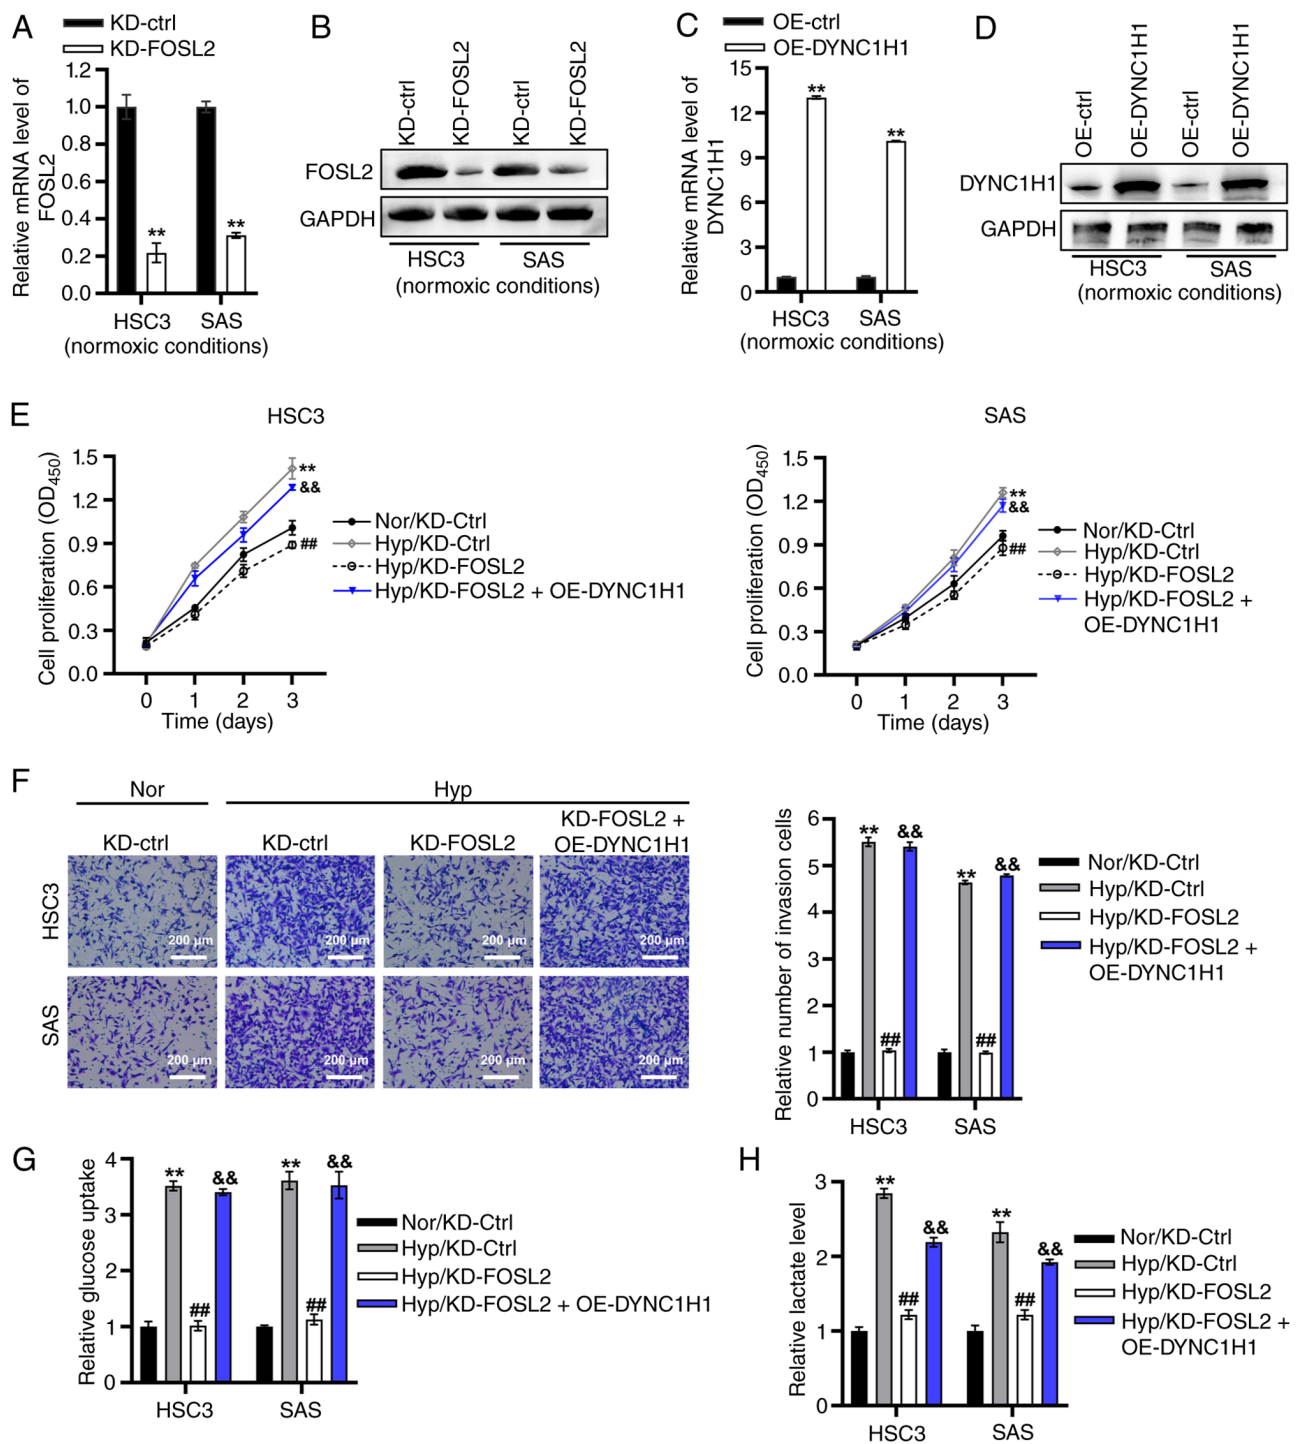 A
KD-ctrl
KD-FOSL2
Relative mRNA level of
FOSL2
1.2
1.0
0.8
0.6
0.4
0.2
0.0
**
**
HSC3
SAS
(normoxic conditions)
B
KD-ctrl
KD-FOSL2
KD-ctrl
KD-FOSL2
FOSL2
GAPDH
HSC3
SAS
(normoxic conditions)
C
OE-ctrl
OE-DYNC1H1
Relative mRNA level of
DYNC1H1
15
12
9
6
3
0
**
**
HSC3
SAS
(normoxic conditions)
D
OE-ctrl
OE-DYNC1H1
OE-ctrl
OE-DYNC1H1
DYNC1H1
GAPDH
HSC3
SAS
(normoxic conditions)
E
HSC3
Cell proliferation (OD450)
1.5
1.2
0.9
0.6
0.3
0.0
**
&&
##
0 1 2 3
Time (days)
Nor/KD-Ctrl
Hyp/KD-Ctrl
Hyp/KD-FOSL2
Hyp/KD-FOSL2 + OE-DYNC1H1
SAS
Cell proliferation (OD450)
1.5
1.2
0.9
0.6
0.3
0.0
**
&&
##
0 1 2 3
Time (days)
Nor/KD-Ctrl
Hyp/KD-Ctrl
Hyp/KD-FOSL2
Hyp/KD-FOSL2 +
OE-DYNC1H1
F
Nor
Hyp
KD-ctrl
KD-ctrl
KD-FOSL2
KD-FOSL2 +
OE-DYNC1H1
HSC3
200 µm
200 µm
200 µm
200 µm
SAS
200 µm
200 µm
200 µm
200 µm
Relative number of invasion cells
6
5
4
3
2
1
0
**
##
&&
**
##
&&
HSC3
SAS
Nor/KD-Ctrl
Hyp/KD-Ctrl
Hyp/KD-FOSL2
Hyp/KD-FOSL2 +
OE-DYNC1H1
G
Relative glucose uptake
4
3
2
1
0
**
##
&&
**
##
&&
HSC3
SAS
Nor/KD-Ctrl
Hyp/KD-Ctrl
Hyp/KD-FOSL2
Hyp/KD-FOSL2 + OE-DYNC1H1
H
Relative lactate level
3
2
1
0
**
##
&&
**
##
&&
HSC3
SAS
Nor/KD-Ctrl
Hyp/KD-Ctrl
Hyp/KD-FOSL2
Hyp/KD-FOSL2 +
OE-DYNC1H1